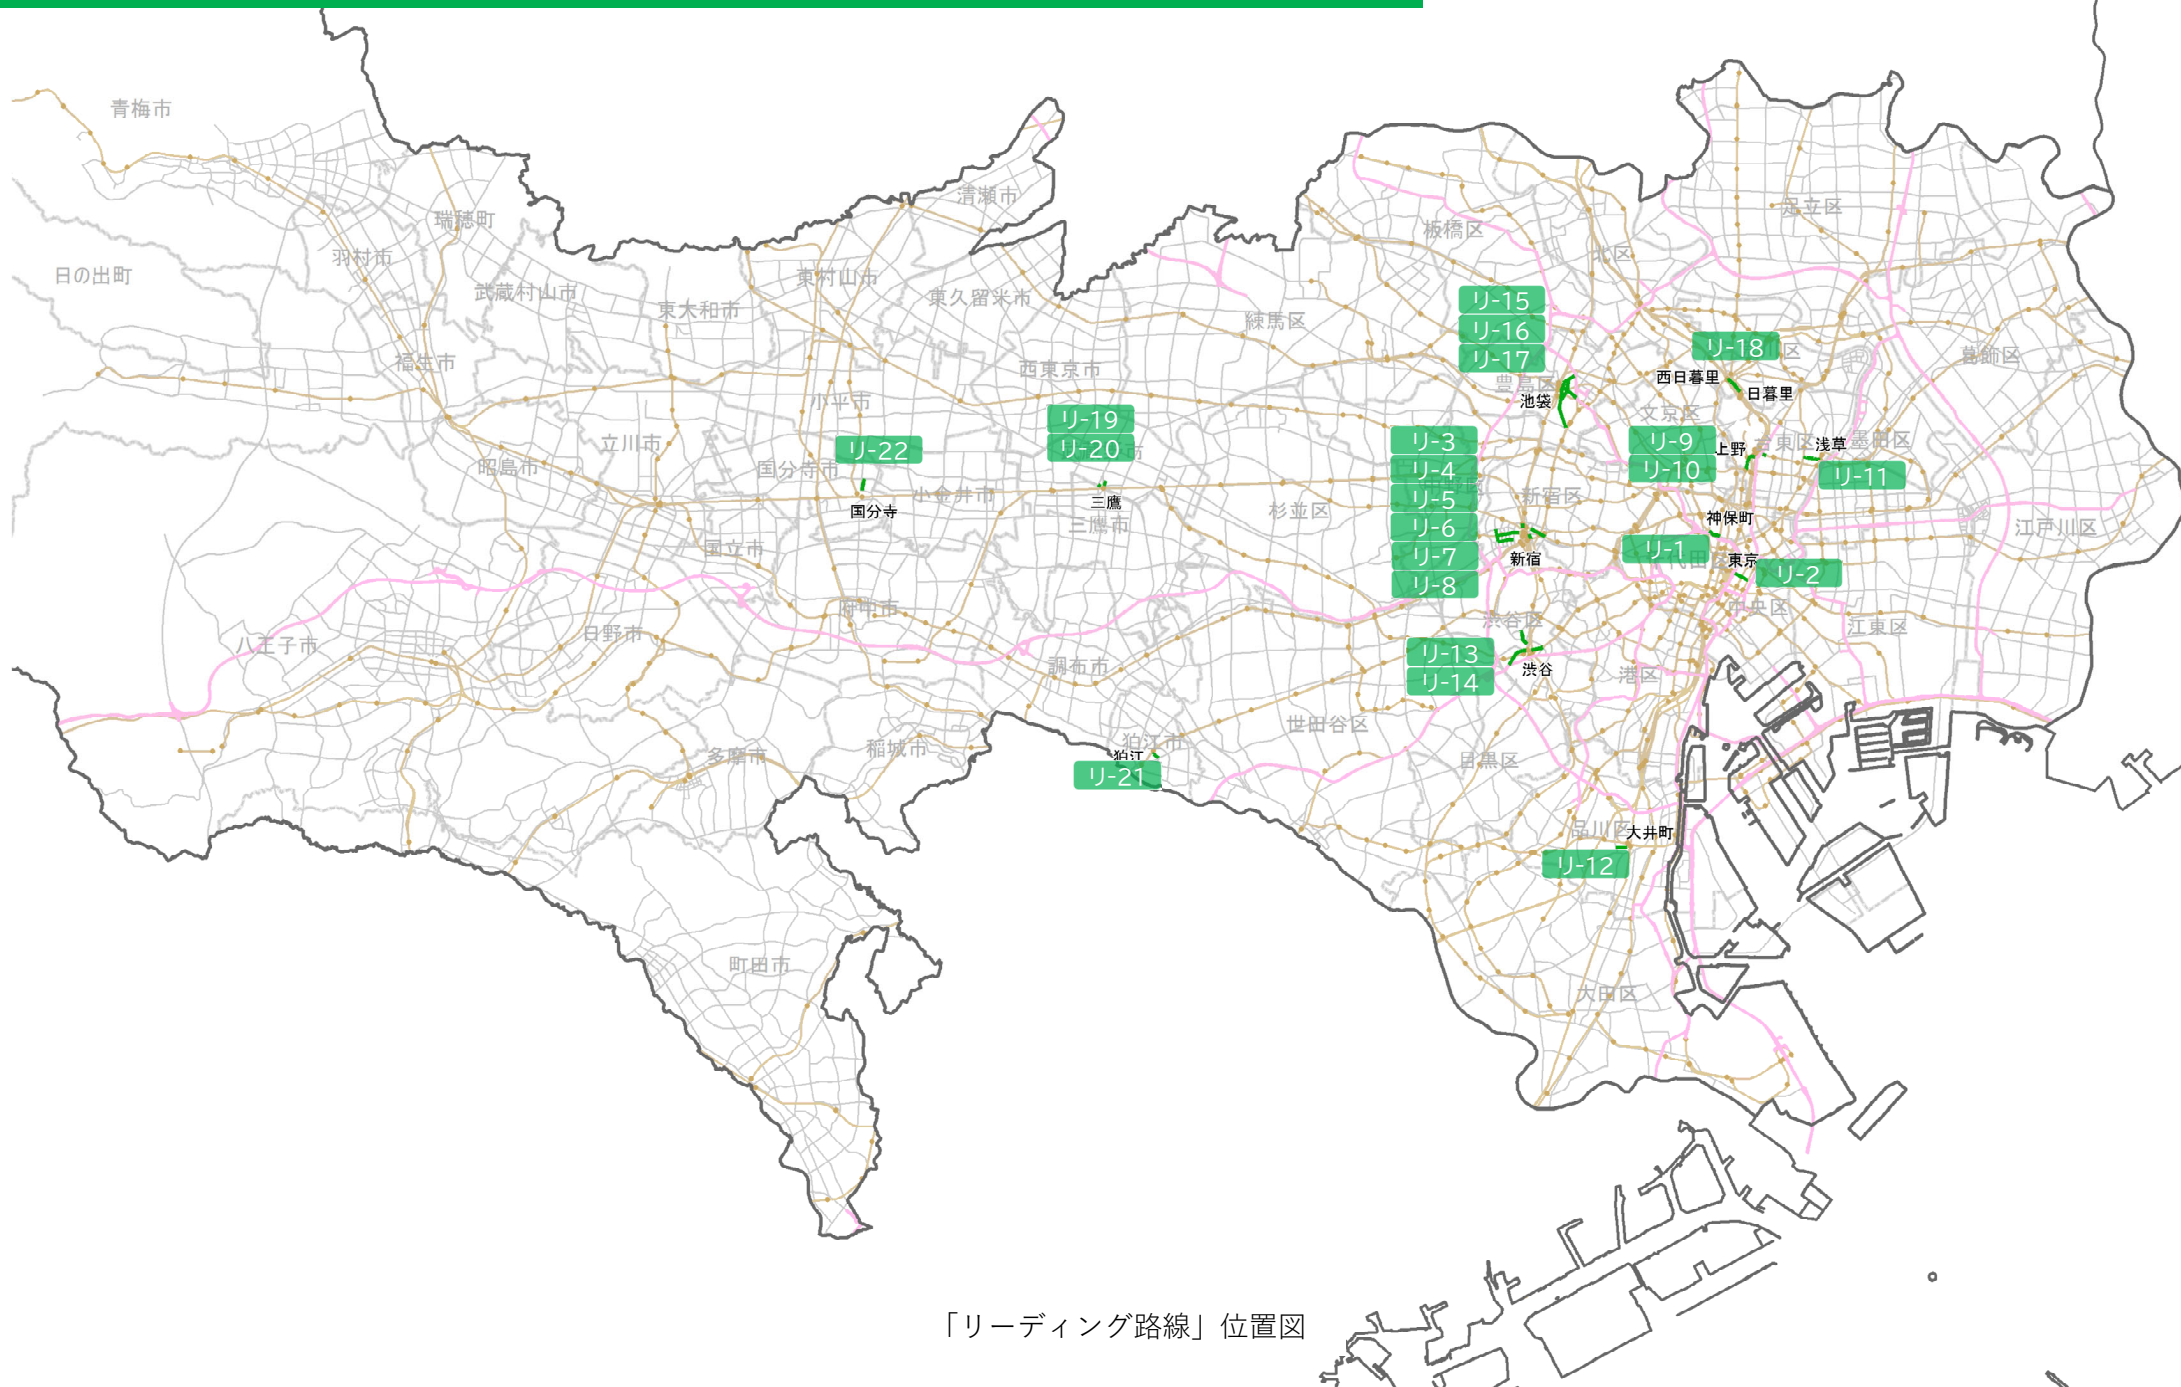 青梅市
清瀬市
瑞穂町
足立区
板橋区
羽村市
北区
日の出町
東村山市
武蔵村山市
東久留米市
東大和市
リ-15
練馬区
リ-16
リ-18
区
葛飾区
リ-17
福生市
西東京市
西日暮里
豊島区
日暮里
池袋
小平市
文京区
リ-19
リ-3
リ-9
立川市
リ-22
リ-20
市
上野
台東区
浅草
墨田区
昭島市
国分寺市
リ-4
リ-10
リ-11
小金井市
リ-5
新宿区
三鷹
国分寺
杉並区
神保町
三鷹市
リ-6
江戸川区
国立市
リ-7
新宿
リ-1
代田
東京
リ-8
リ-2
府中市
中央区
渋谷区
江東区
日野市
八王子市
リ-13
調布市
渋谷
港区
リ-14
世田谷区
狛江市
稲城市
多摩市
狛江
目黒区
リ-21
品川区
大井町
リ-12
町田市
大田区
「リーディング路線」位置図